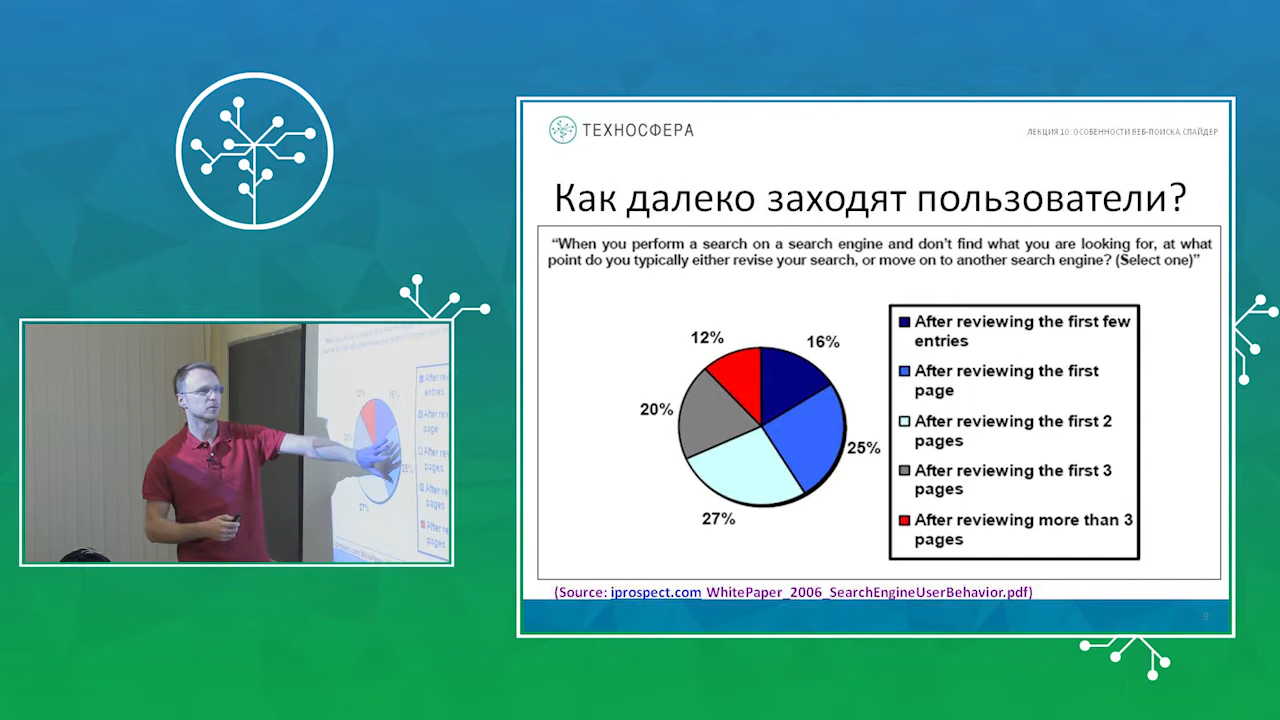 ТЕХНОСФЕРА
ЛЕКЦИЯ 10: ОСОБЕННОСТИ ВЕБ-ПОИСКА. СПАЙДЕР
Как далеко заходят пользователи?
“When you perform a search on a search engine and don’t find what you are looking for, at what
point do you typically either revise your search, or move on to another search engine? (Select one)”
12%
16%
20%
25%
27%
After reviewing the first few
entries
After reviewing the first
page
After reviewing the first 2
pages
After reviewing the first 3
pages
After reviewing more than 3
pages
(Source: iprospect.com WhitePaper_2006_SearchEngineUserBehavior.pdf)
9